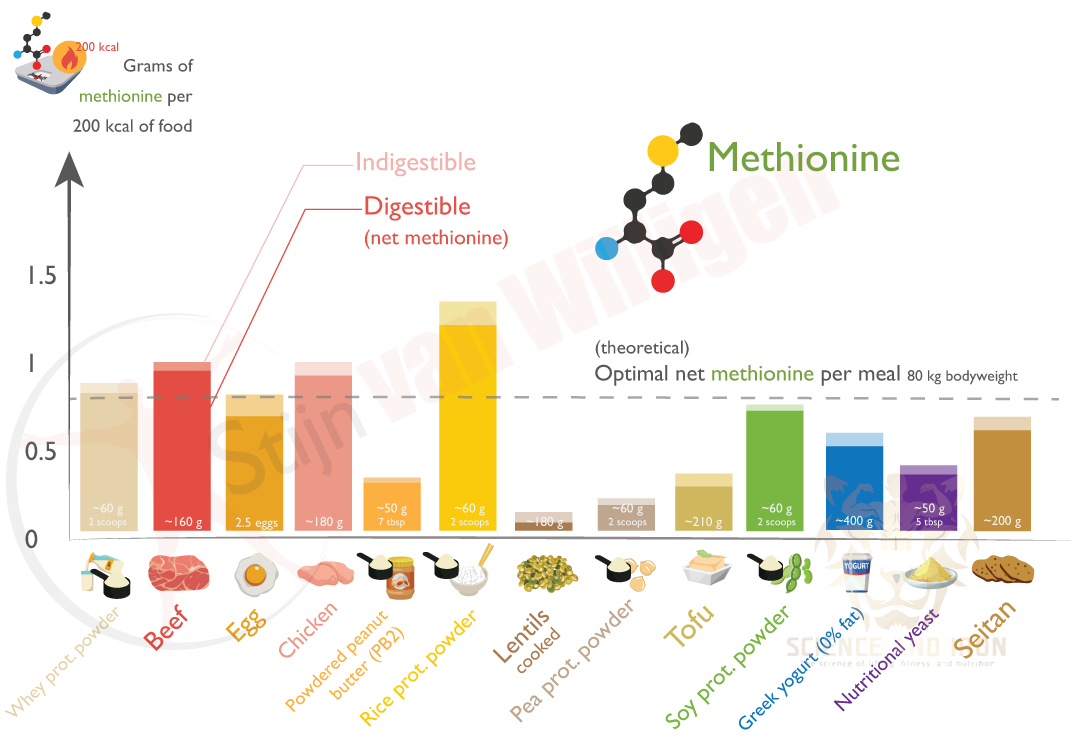 200 kcal
Grams of
methionine per
200 kcal of food
Methionine
Indigestible
Digestible
(net methionine)
1.5
1
0.5
0
(theoretical)
Optimal net methionine per meal 80 kg bodyweight
Stijn van Willigen
~60 g
2 scoops
~160 g
2.5 eggs
~180 g
~50 g
7 tbsp
~60 g
2 scoops
~180 g
~60 g
2 scoops
~210 g
~60 g
2 scoops
~400 g
~50 g
5 tbsp
~200 g
YOGURT
Whey prot. powder
Beef
Egg
Chicken
Powdered peanut
butter (PB2)
Rice prot. powder
Lentils
cooked
Pea prot. powder
Tofu
Soy prot. powder
Greek yogurt (0% fat)
Nutritional yeast
Seitan
SCIENCE AND IRON
science of fitness and nutrition